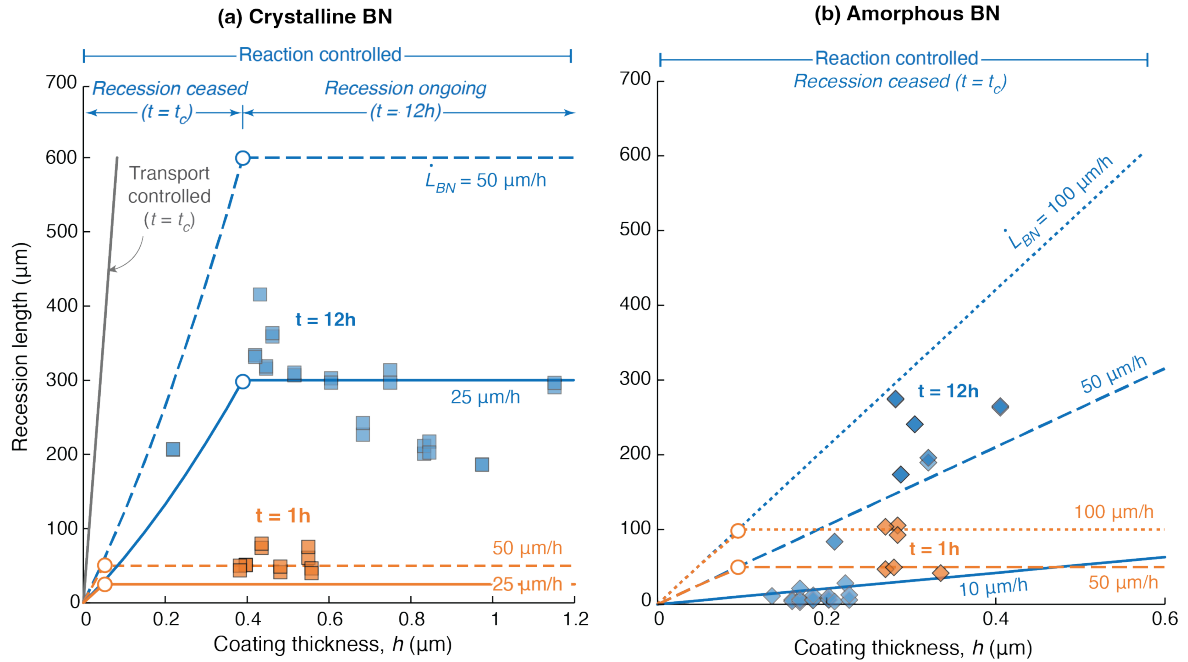 (a) Crystalline BN
Reaction controlled
Recession ceased
(t = tc)
Recession ongoing
(t = 12h)
700
600
500
400
300
200
100
0
Recession length (µm)
Transport
controlled
(t = tc)
L̇BN = 50 µm/h
t = 12h
25 µm/h
t = 1h
50 µm/h
25 µm/h
0
0.2
0.4
0.6
0.8
1
1.2
Coating thickness, h (µm)
(b) Amorphous BN
Reaction controlled
Recession ceased (t = tc)
700
600
500
400
300
200
100
0
L̇BN = 100 µm/h
50 µm/h
t = 12h
100 µm/h
t = 1h
10 µm/h
50 µm/h
0
0.2
0.4
0.6
Coating thickness, h (µm)